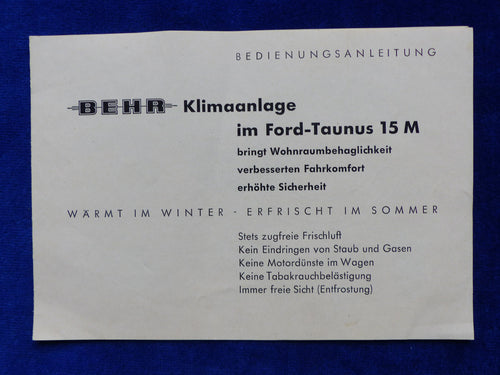 BEDIENUNGSANLEITUNG
BEHR Klimaanlage
im Ford-Taunus 15 M
bringt Wohnraumbehaglichkeit
verbesserten Fahrkomfort
erhöhte Sicherheit
WÄRMT IM WINTER - ERFRISCHT IM SOMMER
Stets zugfreie Frischluft
Kein Eindringen von Staub und Gasen
Keine Motordünste im Wagen
Keine Tabakrauchbelästigung
Immer freie Sicht (Entfrostung)